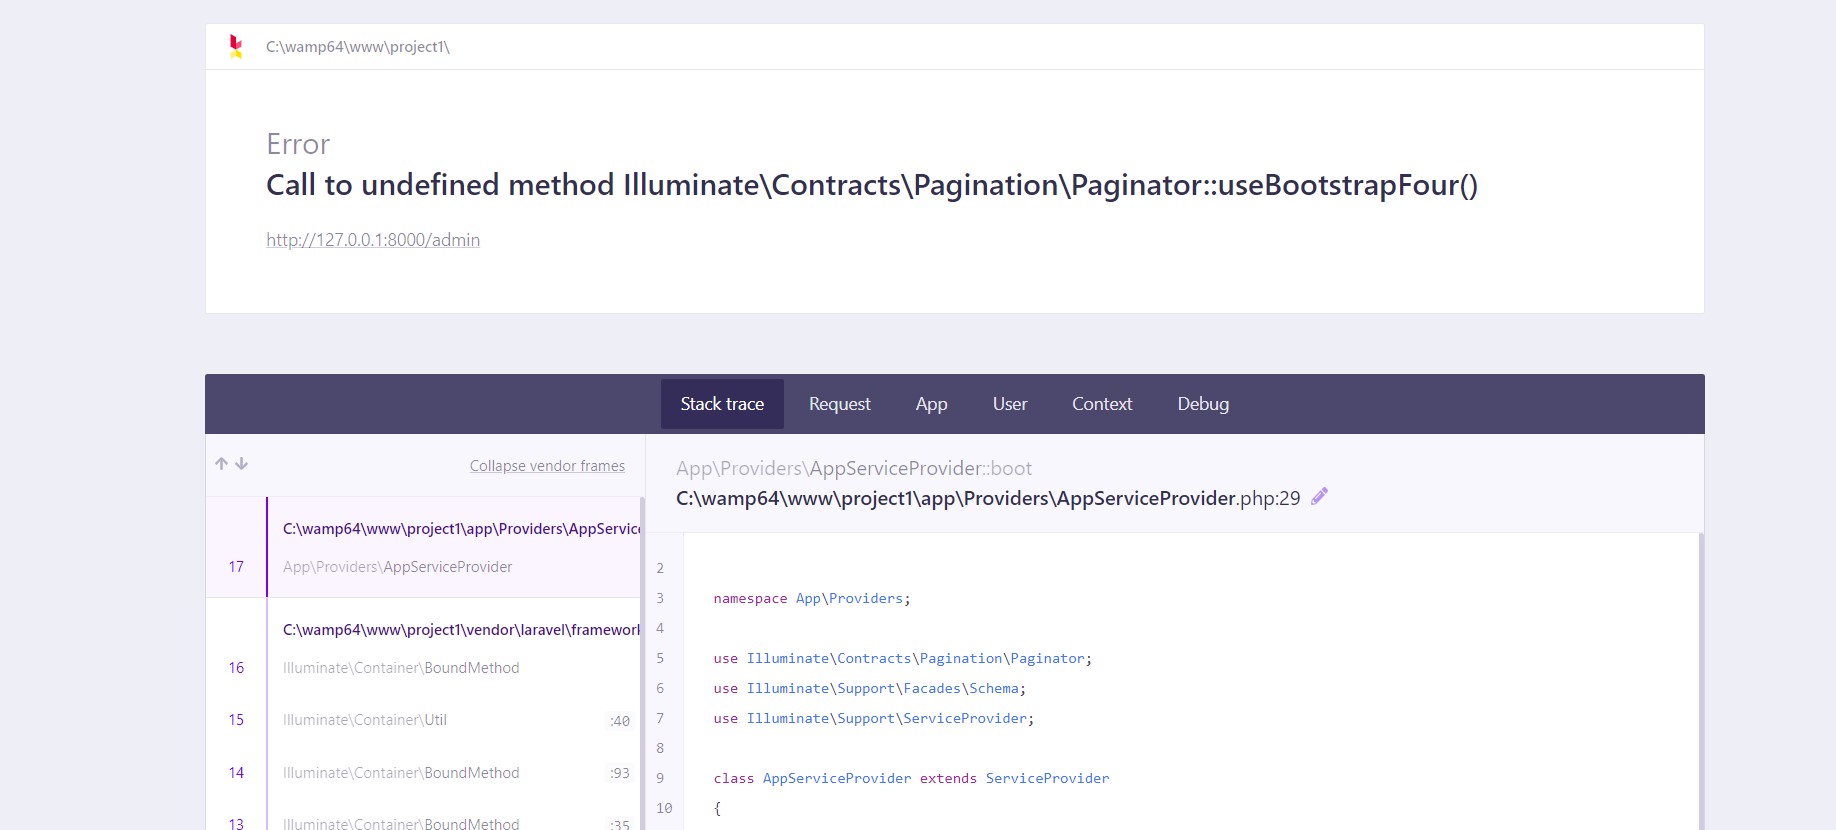 C:\wamp64\www\project1\
Error
Call to undefined method Illuminate\Contracts\Pagination\Paginator::useBootstrapFour()
http://127.0.0.1:8000/admin
Stack trace Request App User Context Debug
Collapse vendor frames
C:\wamp64\www\project1\app\Providers\AppService
17 App\Providers\AppServiceProvider
C:\wamp64\www\project1\vendor\laravel\framework
16 Illuminate\Container\BoundMethod
15 Illuminate\Container\Util :40
14 Illuminate\Container\BoundMethod :93
13 Illuminate\Container\BoundMethod :35
App\Providers\AppServiceProvider::boot
C:\wamp64\www\project1\app\Providers\AppServiceProvider.php:29
2
3 namespace App\Providers;
4
5 use Illuminate\Contracts\Pagination\Paginator;
6 use Illuminate\Support\Facades\Schema;
7 use Illuminate\Support\ServiceProvider;
8
9 class AppServiceProvider extends ServiceProvider
10 {